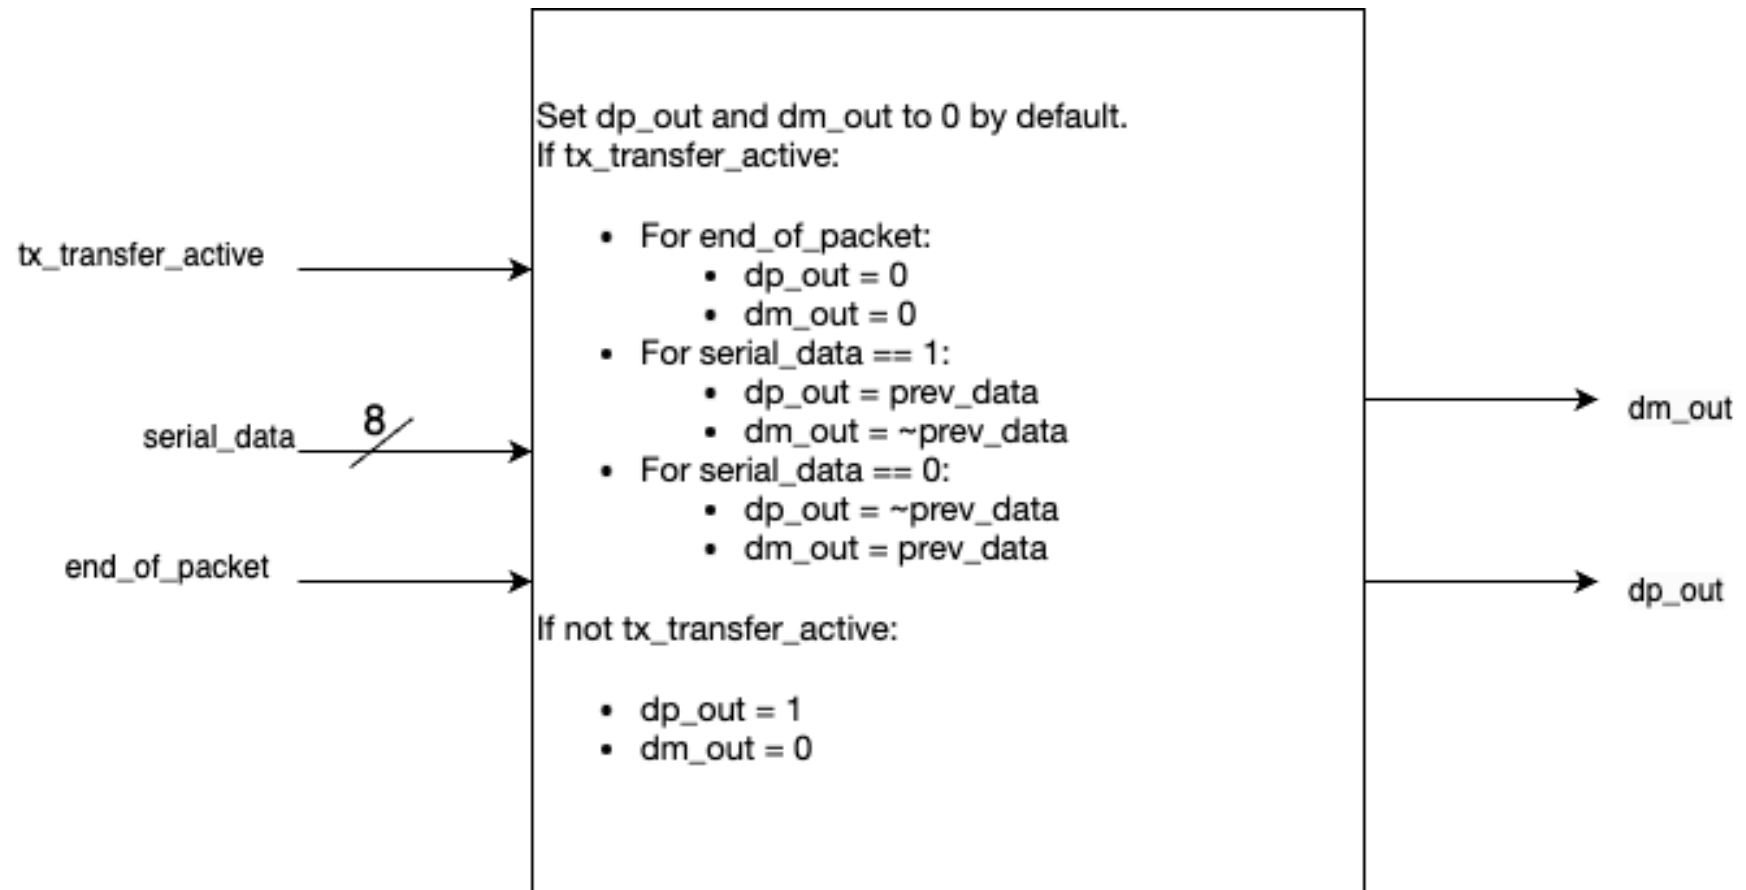 Set dp_out and dm_out to 0 by default.
If tx_transfer_active:
• For end_of_packet:
• dp_out = 0
• dm_out = 0
• For serial_data == 1:
• dp_out = prev_data
• dm_out = ~prev_data
• For serial_data == 0:
• dp_out = ~prev_data
• dm_out = prev_data
If not tx_transfer_active:
• dp_out = 1
• dm_out = 0
tx_transfer_active
8
serial_data
end_of_packet
dm_out
dp_out